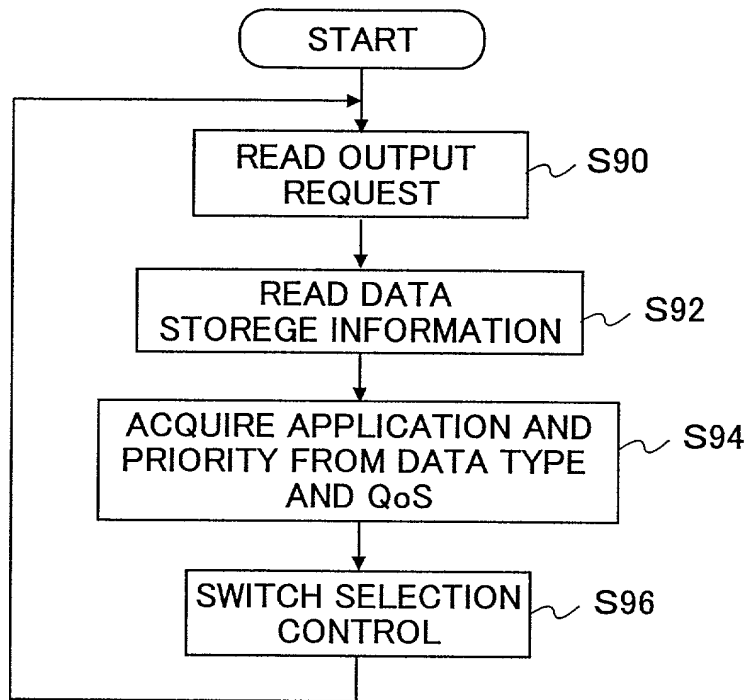 START
READ OUTPUT
REQUEST
S90
READ DATA
STOREGE INFORMATION
S92
ACQUIRE APPLICATION AND
PRIORITY FROM DATA TYPE
AND QoS
S94
SWITCH SELECTION
CONTROL
S96